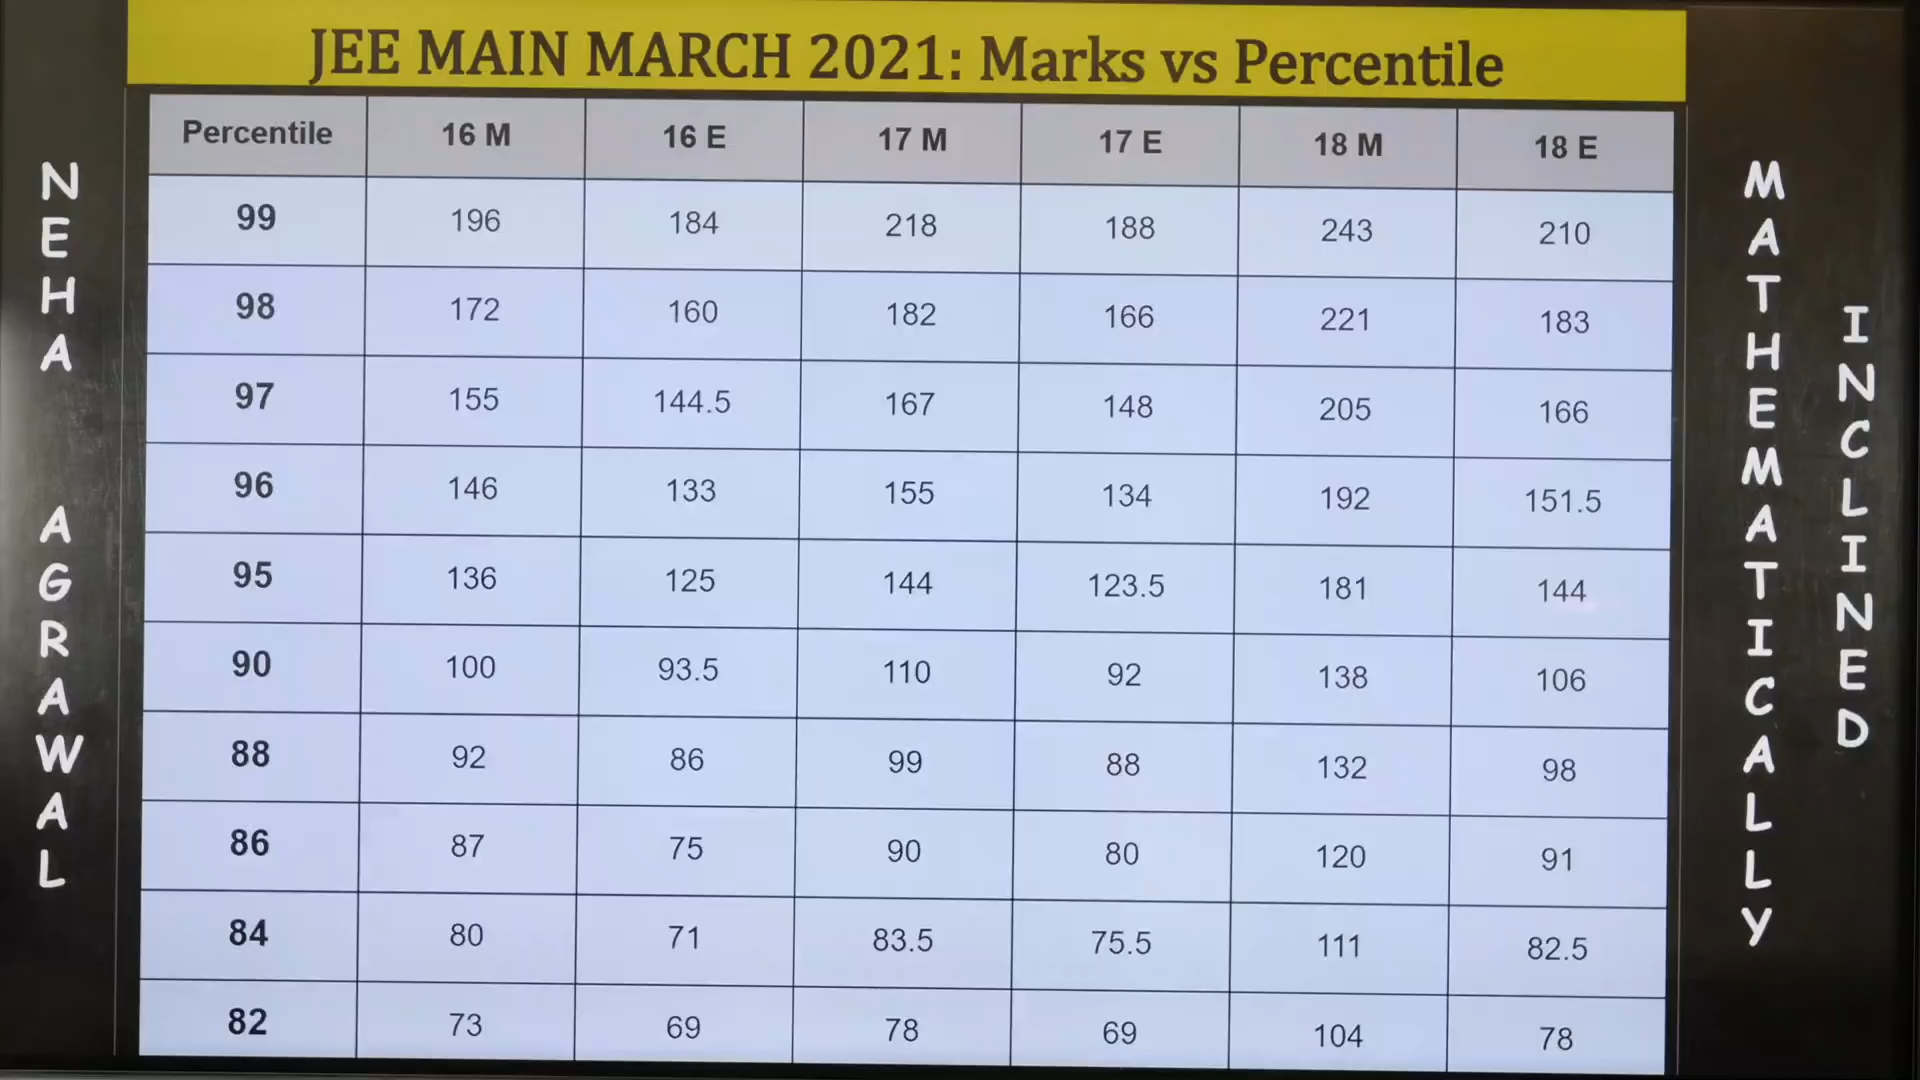 JEE MAIN MARCH 2021: Marks vs Percentile
Percentile 16 M 16 E 17 M 17 E 18 M 18 E
99 196 184 218 188 243 210
98 172 160 182 166 221 183
97 155 144.5 167 148 205 166
96 146 133 155 134 192 151.5
95 136 125 144 123.5 181 144
90 100 93.5 110 92 138 106
88 92 86 99 88 132 98
86 87 75 90 80 120 91
84 80 71 83.5 75.5 111 82.5
82 73 69 78 69 104 78
NEHA AGRAWAL
MATHEMATICALLY
INCLINED